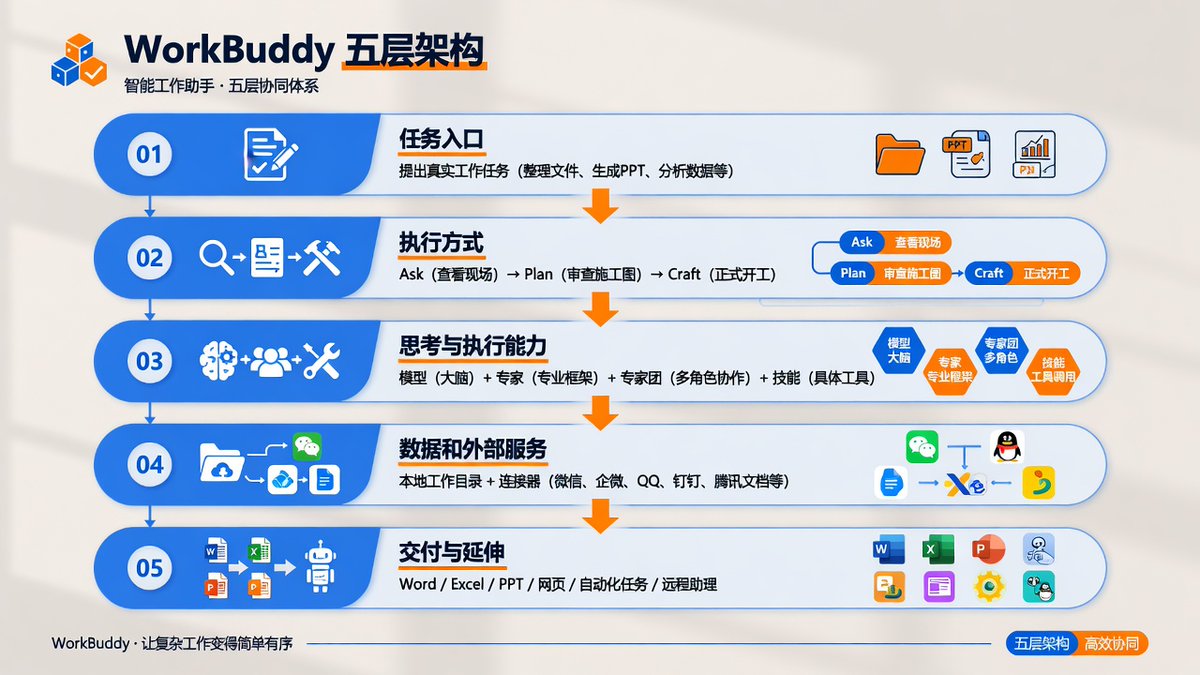 WorkBuddy 五层架构
智能工作助手·五层协同体系
01
任务入口
提出真实工作任务（整理文件、生成PPT、分析数据等）
PPT
02
执行方式
Ask（查看现场）→ Plan（审查施工图）→ Craft（正式开工）
Ask 查看现场
Plan 审查施工图 Craft 正式开工
03
思考与执行能力
模型（大脑）+ 专家（专业框架）+ 专家团（多角色协作）+ 技能（具体工具）
模型
大脑
专家
专业框架
专家团
多角色
技能
工具调用
04
数据和外部服务
本地工作目录 + 连接器（微信、企微、QQ、钉钉、腾讯文档等）
05
W
X
P
P
交付与延伸
Word / Excel / PPT / 网页 / 自动化任务 / 远程助理
W
X
P
WorkBuddy · 让复杂工作变得简单有序
五层架构 高效协同